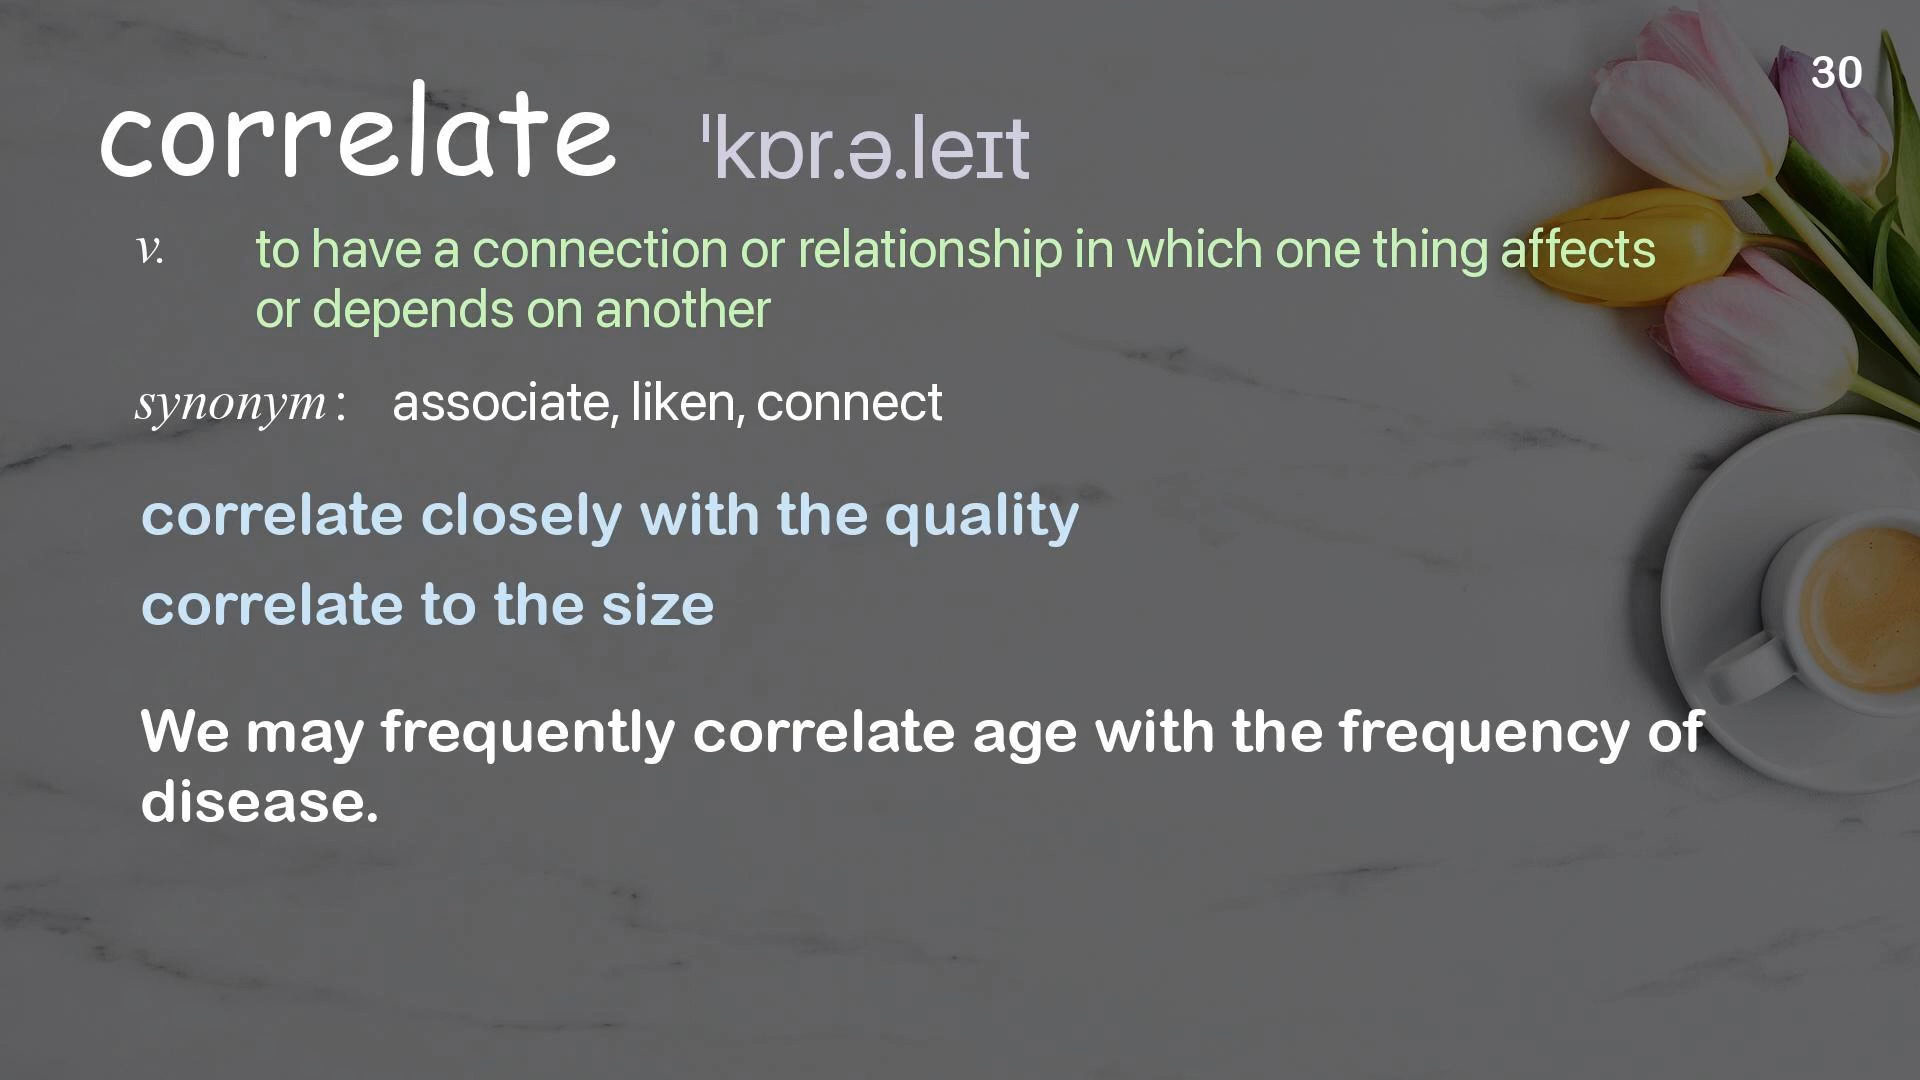 30
correlate ˈkɒr.ə.leɪt
v. to have a connection or relationship in which one thing affects
or depends on another
synonym: associate, liken, connect
correlate closely with the quality
correlate to the size
We may frequently correlate age with the frequency of
disease.